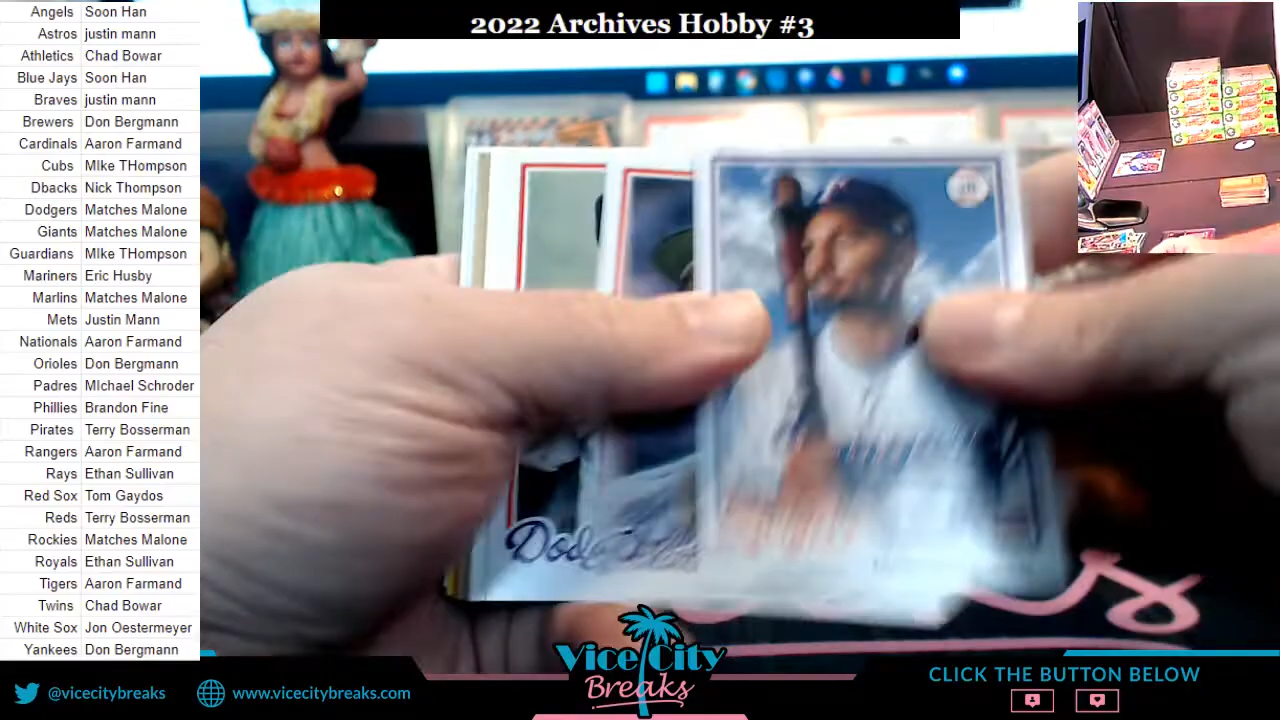 2022 Archives Hobby #3
Angels Soon Han
Astros justin mann
Athletics Chad Bowar
Blue Jays Soon Han
Braves justin mann
Brewers Don Bergmann
Cardinals Aaron Farmand
Cubs MIke THompson
Dbacks Nick Thompson
Dodgers Matches Malone
Giants Matches Malone
Guardians MIke THompson
Mariners Eric Husby
Marlins Matches Malone
Mets Justin Mann
Nationals Aaron Farmand
Orioles Don Bergmann
Padres MIchael Schroder
Phillies Brandon Fine
Pirates Terry Bosserman
Rangers Aaron Farmand
Rays Ethan Sullivan
Red Sox Tom Gaydos
Reds Terry Bosserman
Rockies Matches Malone
Royals Ethan Sullivan
Tigers Aaron Farmand
Twins Chad Bowar
White Sox Jon Oestermeyer
Yankees Don Bergmann
@vicecitybreaks
www.vicecitybreaks.com
Vice City
Breaks
CLICK THE BUTTON BELOW